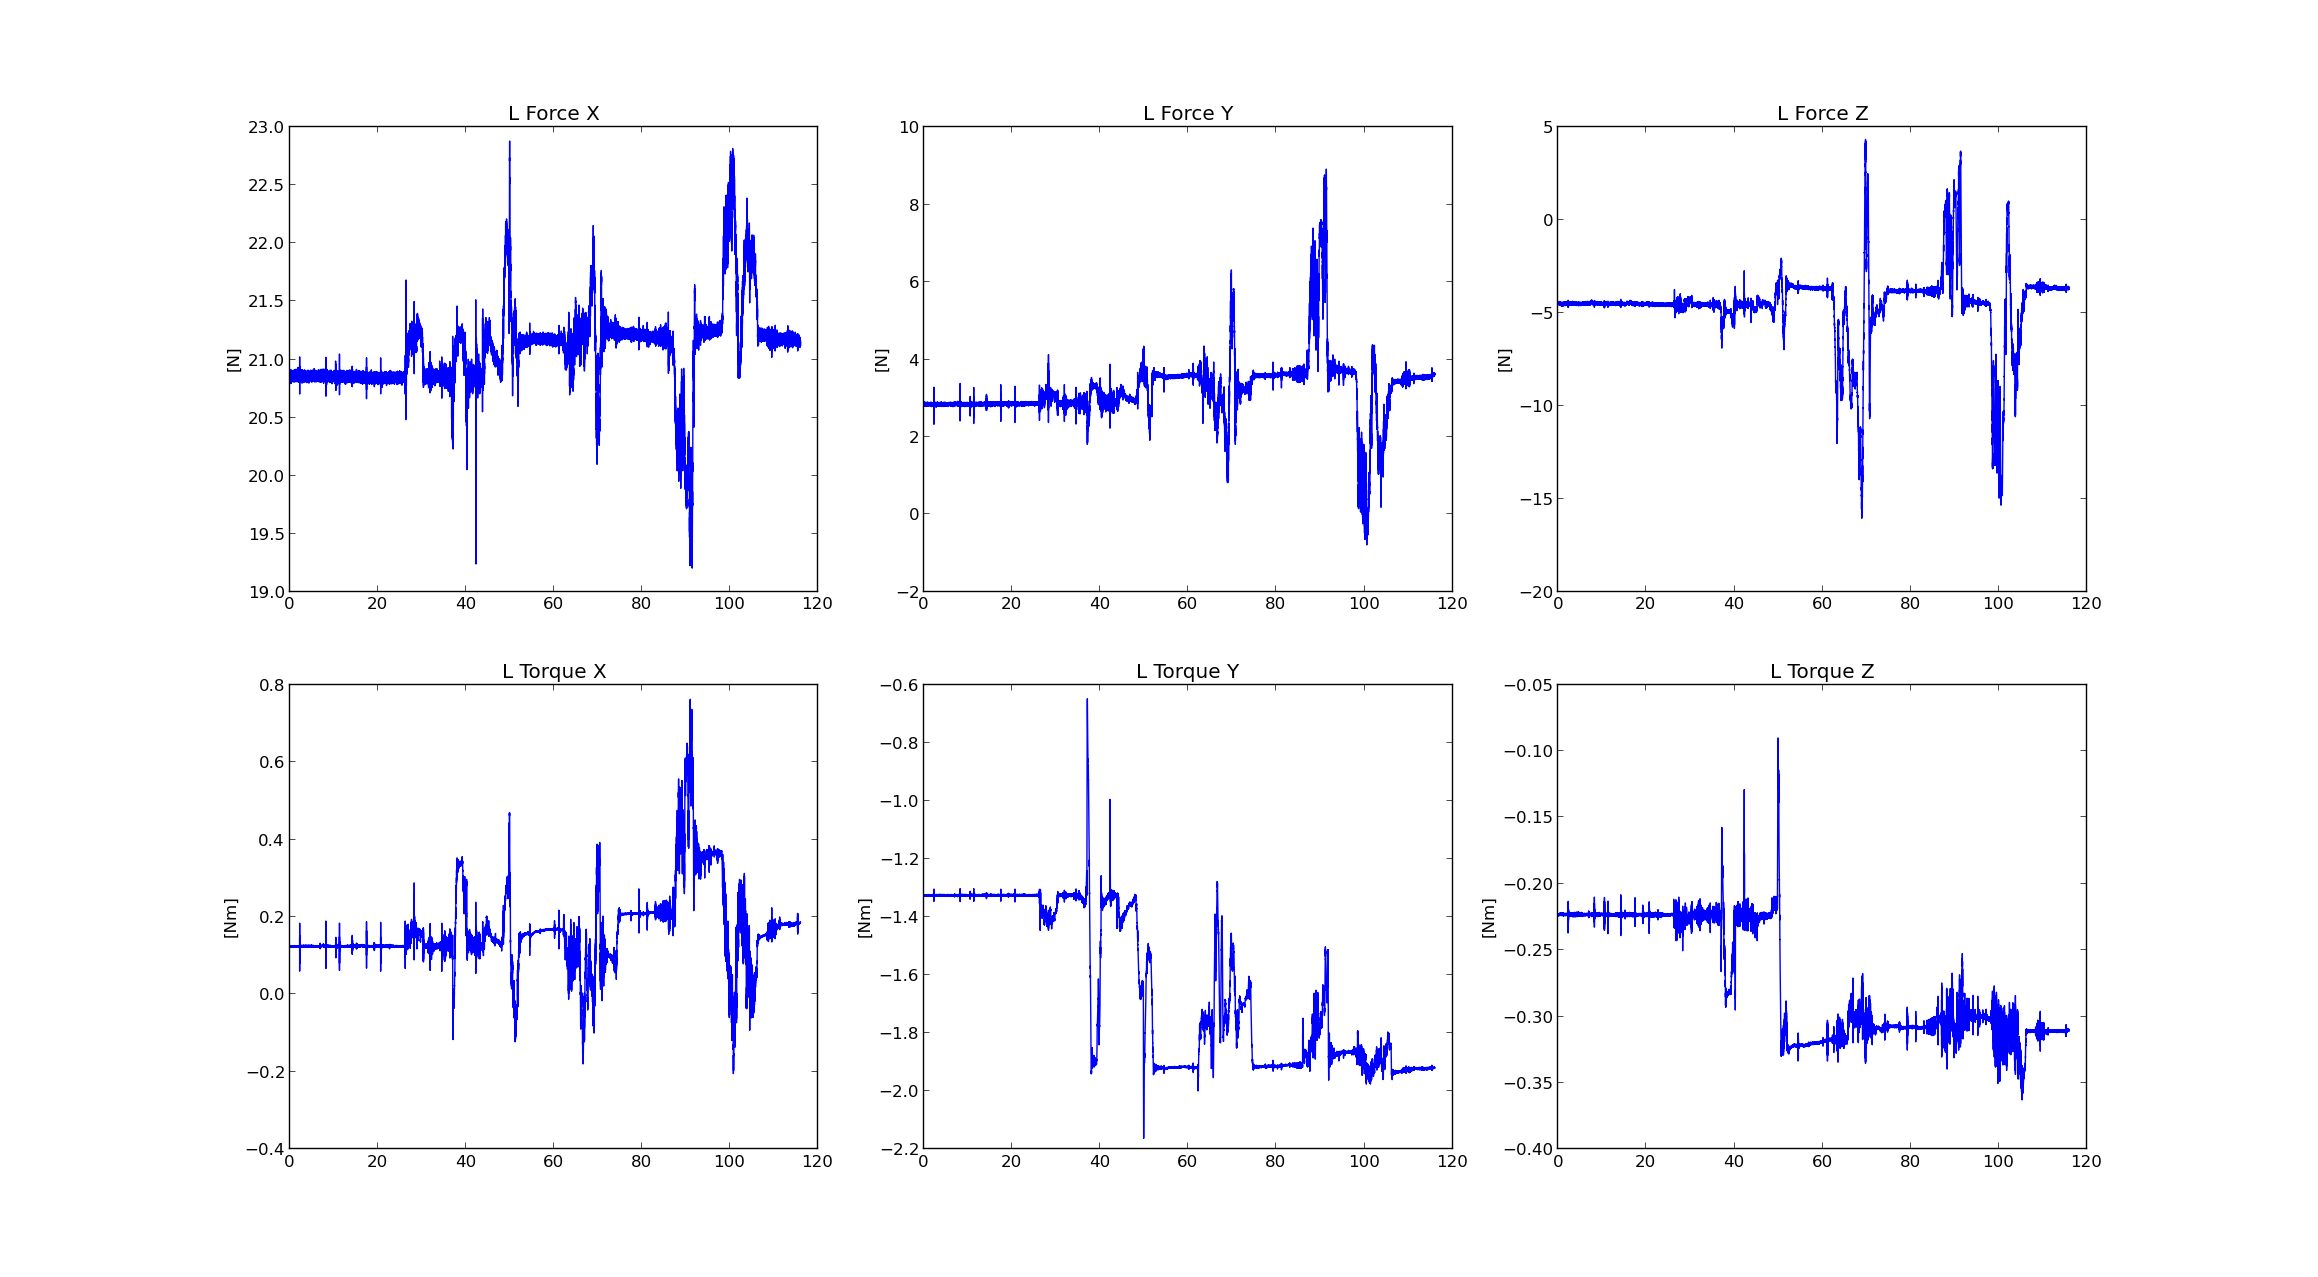 L Force X
L Force Y
L Force Z
23.0
22.5
22.0
21.5
21.0
20.5
20.0
19.5
19.0
[N]
0 20 40 60 80 100 120
10
8
6
4
2
0
−2
[N]
0 20 40 60 80 100 120
5
0
−5
−10
−15
−20
[N]
0 20 40 60 80 100 120
L Torque X
L Torque Y
L Torque Z
0.8
0.6
0.4
0.2
0.0
−0.2
−0.4
[Nm]
0 20 40 60 80 100 120
−0.6
−0.8
−1.0
−1.2
−1.4
−1.6
−1.8
−2.0
−2.2
[Nm]
0 20 40 60 80 100 120
−0.05
−0.10
−0.15
−0.20
−0.25
−0.30
−0.35
−0.40
[Nm]
0 20 40 60 80 100 120